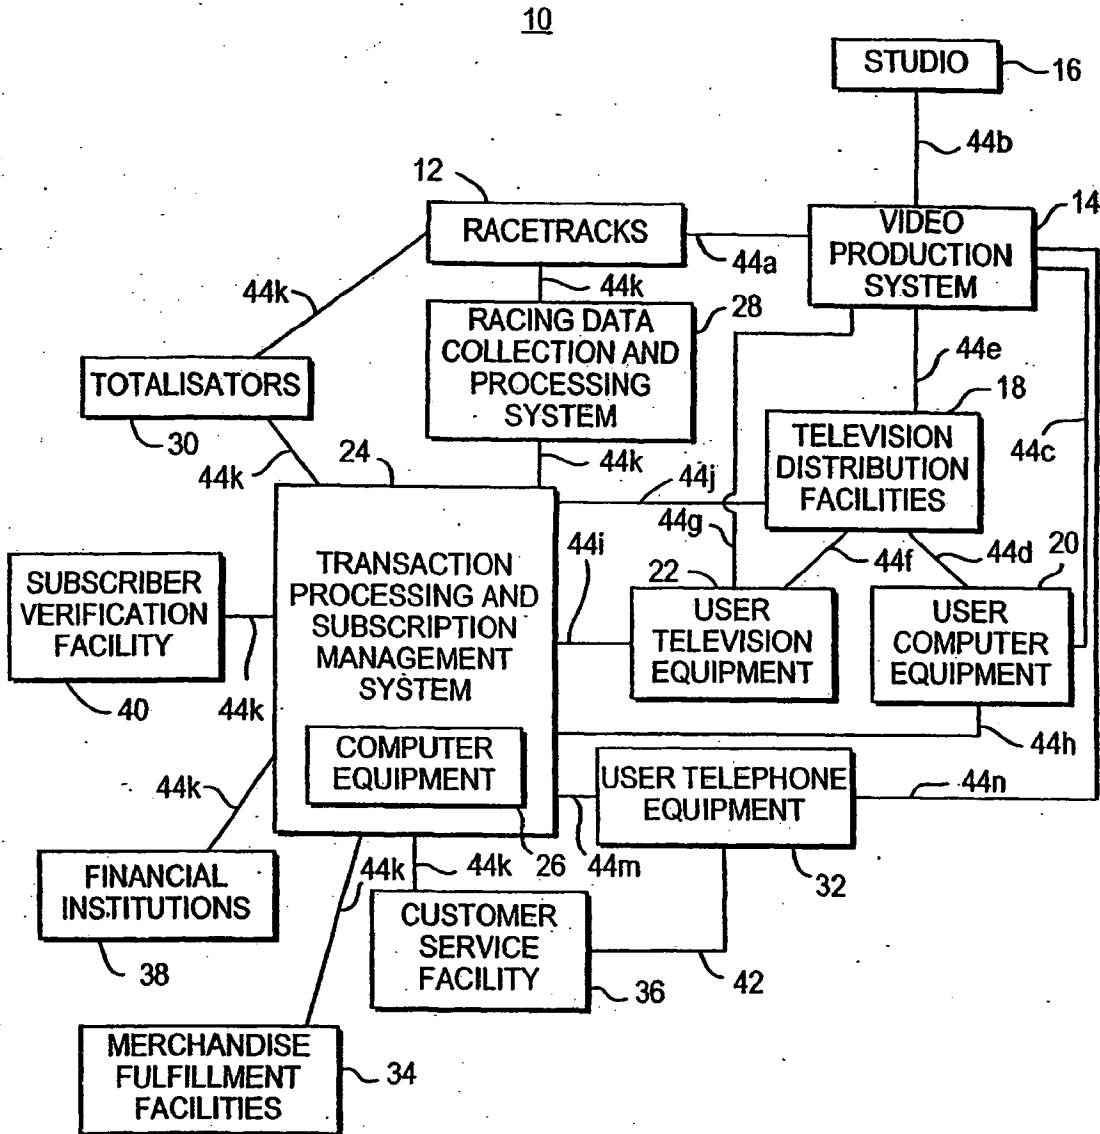 10
STUDIO
16
44b
12
RACETRACKS
44a
VIDEO
PRODUCTION
SYSTEM
14
44k
44k
RACING DATA
COLLECTION AND
PROCESSING
SYSTEM
28
44e
18
44c
TOTALISATORS
30
44k
24
44k
TELEVISION
DISTRIBUTION
FACILITIES
44j
44g
44f
44d
20
SUBSCRIBER
VERIFICATION
FACILITY
40
44k
TRANSACTION
PROCESSING AND
SUBSCRIPTION
MANAGEMENT
SYSTEM
44i
22
USER
TELEVISION
EQUIPMENT
USER
COMPUTER
EQUIPMENT
44h
COMPUTER
EQUIPMENT
26
USER TELEPHONE
EQUIPMENT
44n
44m
32
44k
FINANCIAL
INSTITUTIONS
38
44k
44k
CUSTOMER
SERVICE
FACILITY
36
42
MERCHANDISE
FULFILLMENT
FACILITIES
34